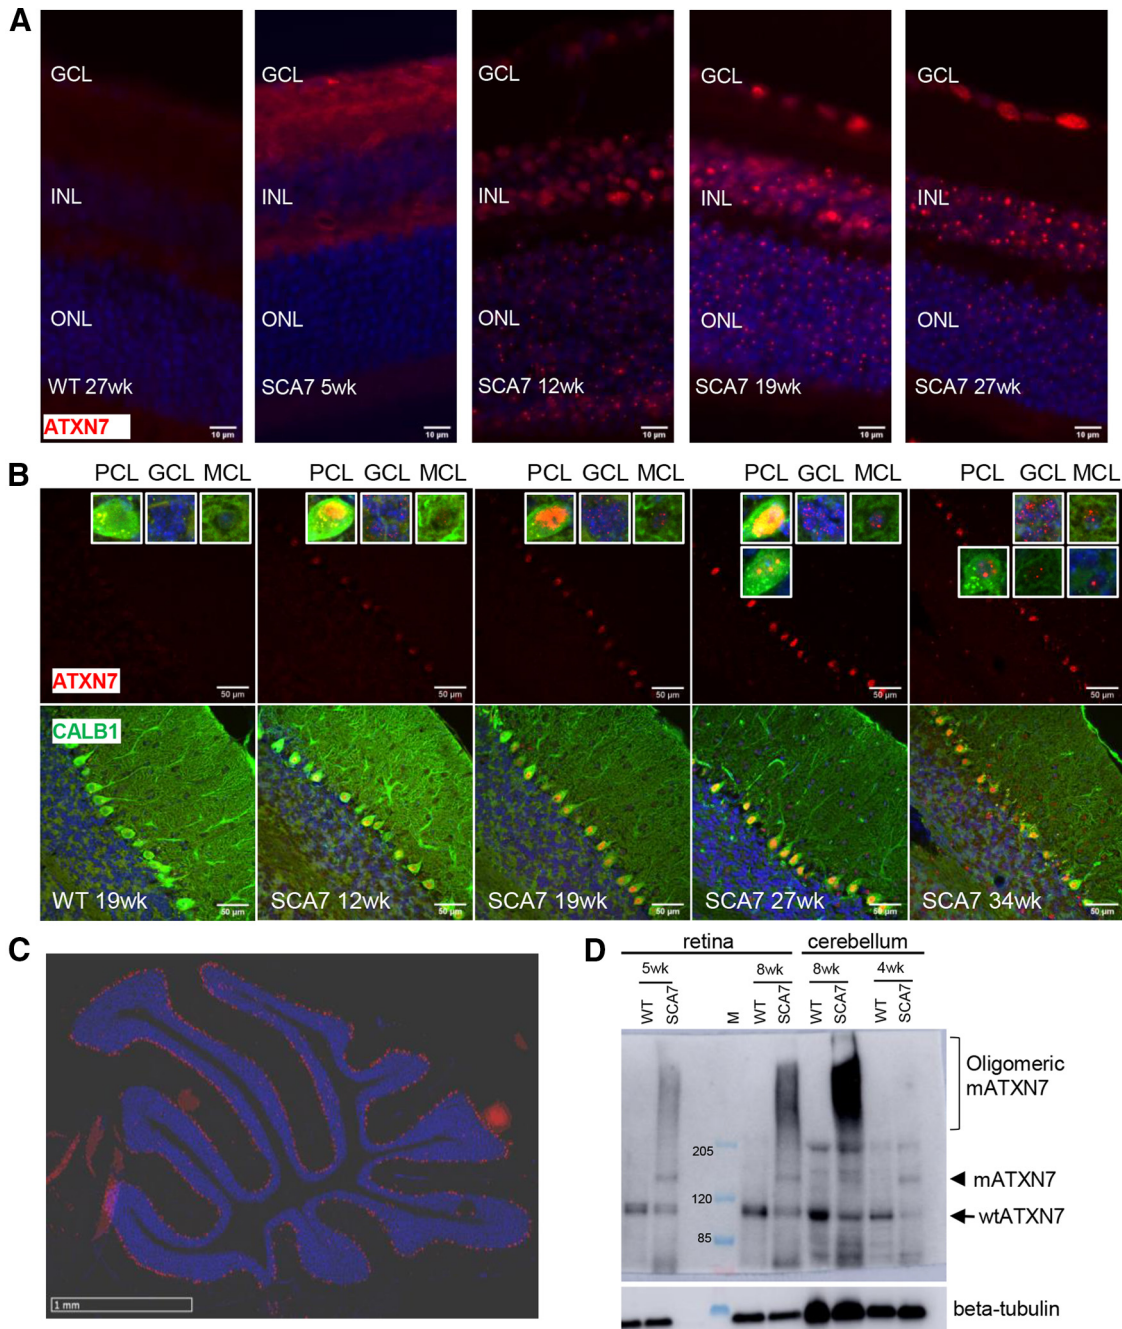 A
GCL GCL GCL GCL GCL
INL INL INL INL INL
ONL ONL ONL ONL ONL
WT 27wk SCA7 5wk SCA7 12wk SCA7 19wk SCA7 27wk
ATXN7
10 µm 10 µm 10 µm 10 µm 10 µm
B
PCL GCL MCL PCL GCL MCL PCL GCL MCL PCL GCL MCL PCL GCL MCL
ATXN7
50 µm 50 µm 50 µm 50 µm 50 µm
CALB1
WT 19wk SCA7 12wk SCA7 19wk SCA7 27wk SCA7 34wk
50 µm 50 µm 50 µm 50 µm 50 µm
C
1 mm
D
retina cerebellum
5wk 8wk 8wk 4wk
WT SCA7 M WT SCA7 WT SCA7 WT SCA7
Oligomeric
mATXN7
205
mATXN7
120
wtATXN7
85
beta-tubulin